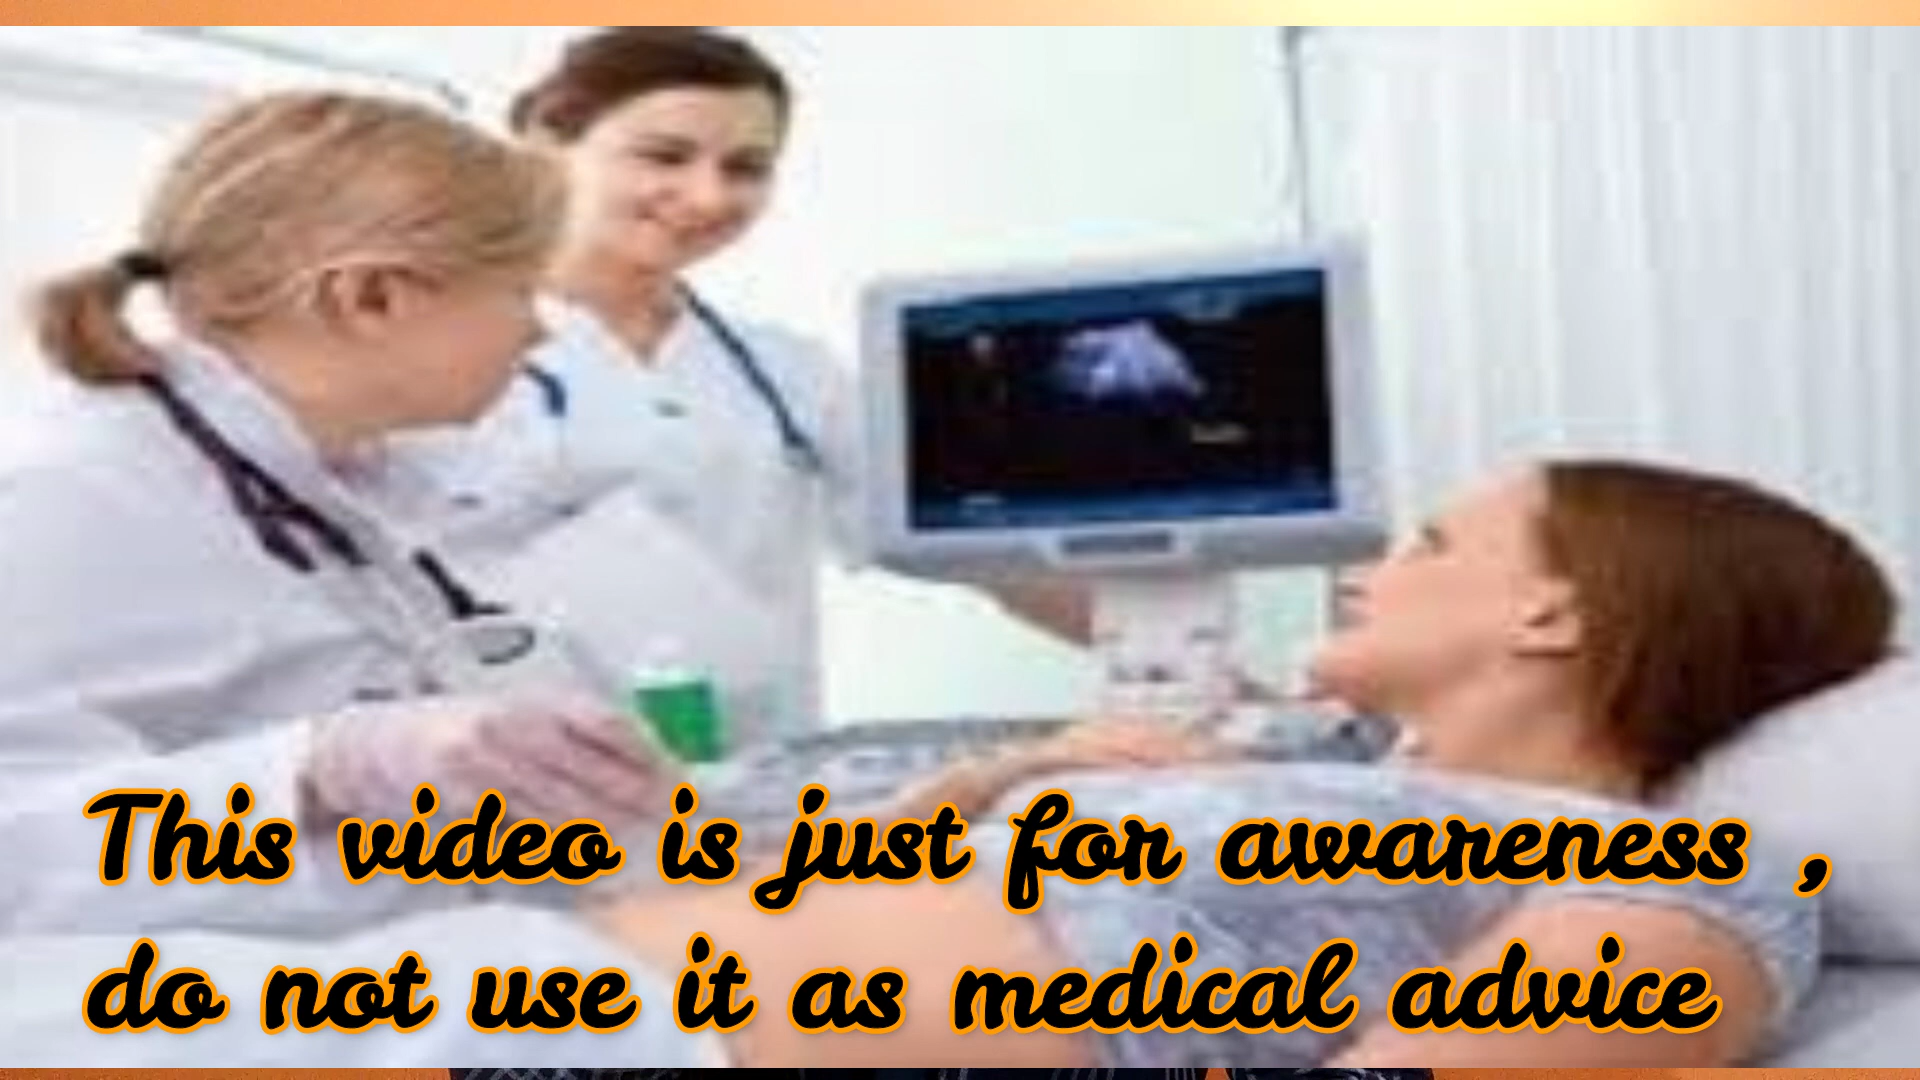 This video is just for awareness ,
do not use it as medical advice